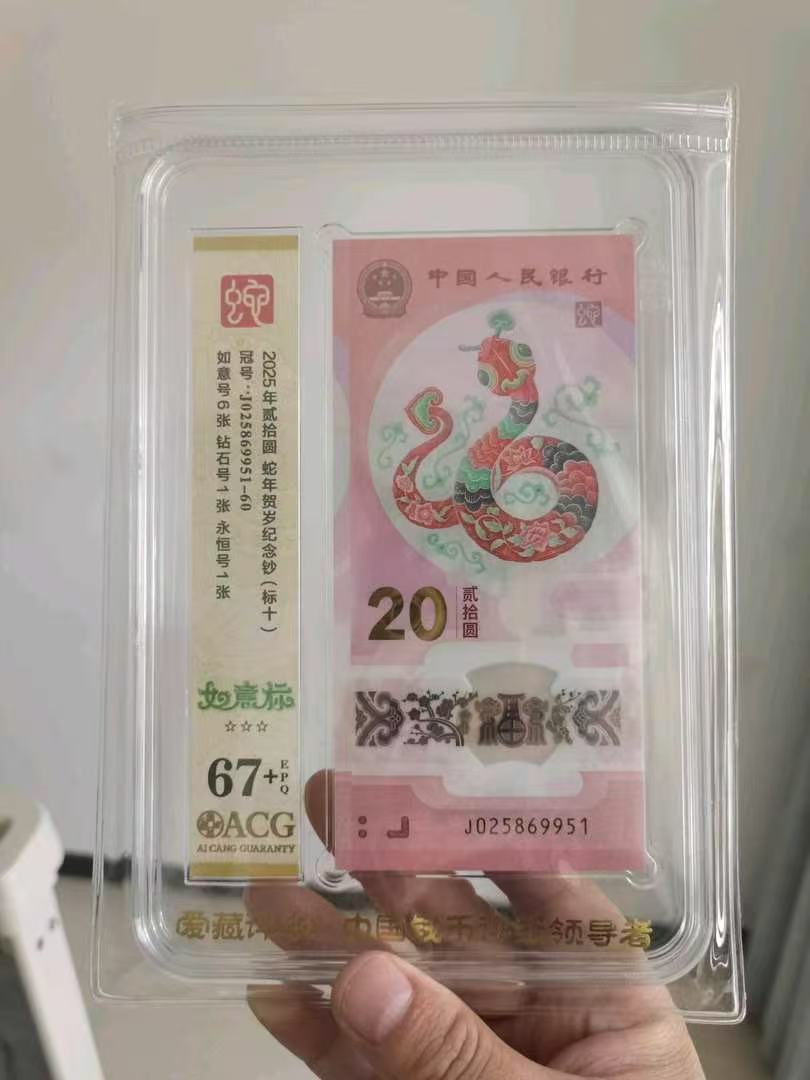 蛇
2025年贰拾圆 蛇年贺岁纪念钞（标十）
冠号：J025869951-60
如意号6张 钻石号1张 永恒号1张
如意标
☆☆☆
67+EPQ
ACG
AI CANG GUARANTY
中国人民银行
蛇
20
贰拾圆
J025869951
爱藏评级 中国钱币评级领导者